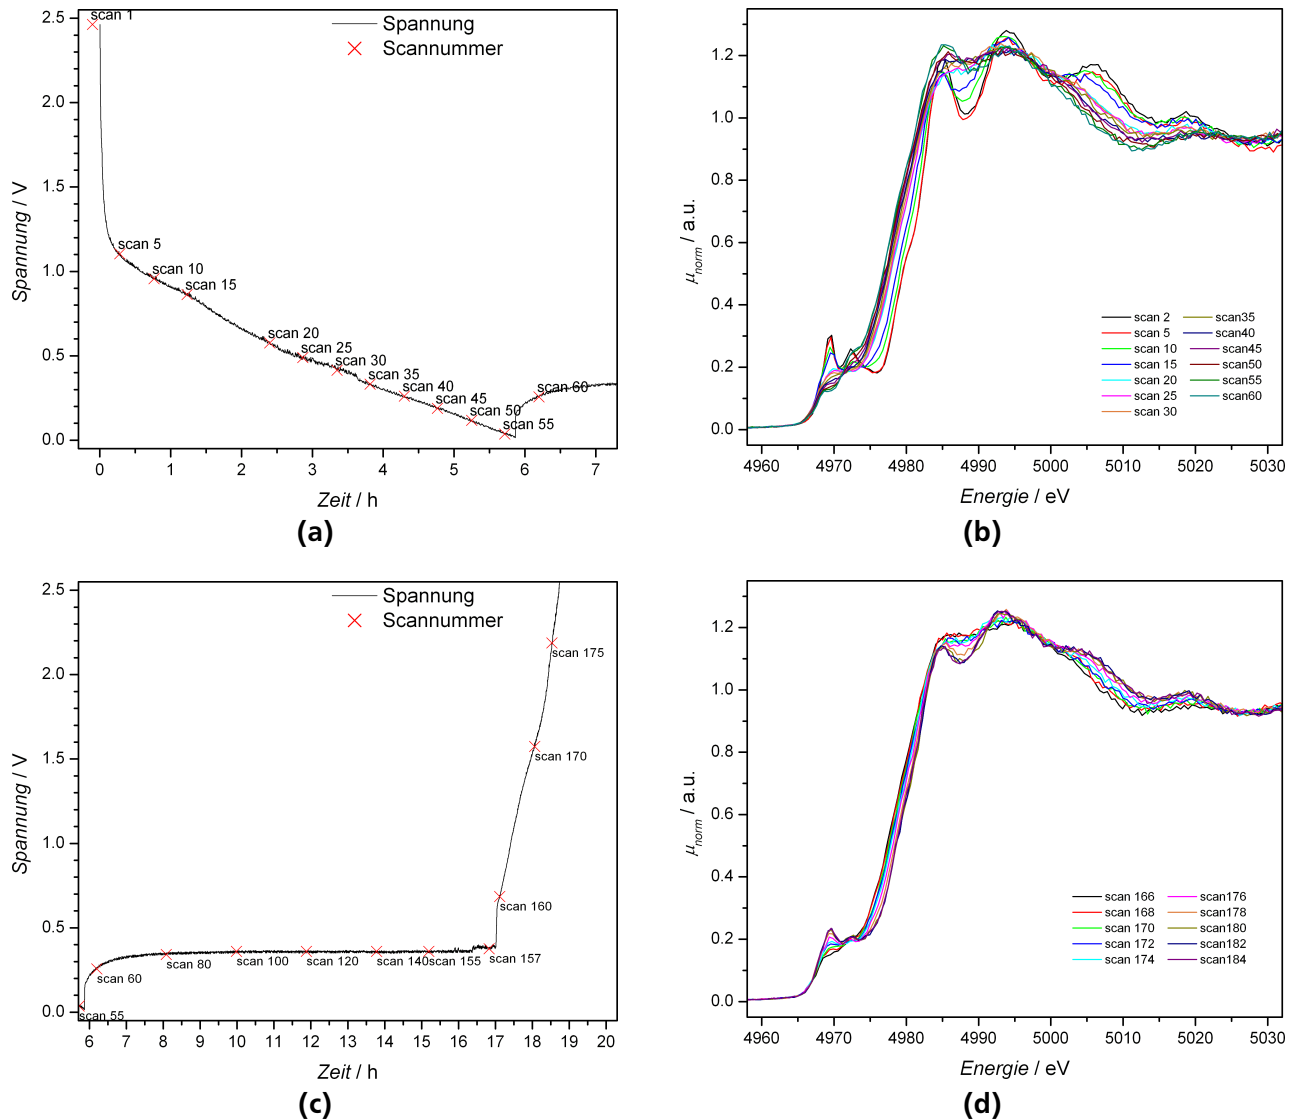 Spannung
Scannummer
scan 1
scan 5
scan 10
scan 15
scan 20
scan 25
scan 30
scan 35
scan 40
scan 45
scan 50
scan 55
scan 60
2.5
2.0
1.5
1.0
0.5
0.0
Spannung / V
0 1 2 3 4 5 6 7
Zeit / h
(a)
1.2
1.0
0.8
0.6
0.4
0.2
0.0
μnorm / a.u.
scan 2 scan35
scan 5 scan40
scan 10 scan45
scan 15 scan50
scan 20 scan55
scan 25 scan60
scan 30
4960 4970 4980 4990 5000 5010 5020 5030
Energie / eV
(b)
Spannung
Scannummer
2.5
2.0
1.5
1.0
0.5
0.0
Spannung / V
scan 175
scan 170
scan 160
scan 55
scan 60
scan 80
scan 100
scan 120
scan 140
scan 155
scan 157
6 7 8 9 10 11 12 13 14 15 16 17 18 19 20
Zeit / h
(c)
1.2
1.0
0.8
0.6
0.4
0.2
0.0
μnorm / a.u.
scan 166 scan176
scan 168 scan178
scan 170 scan180
scan 172 scan182
scan 174 scan184
4960 4970 4980 4990 5000 5010 5020 5030
Energie / eV
(d)